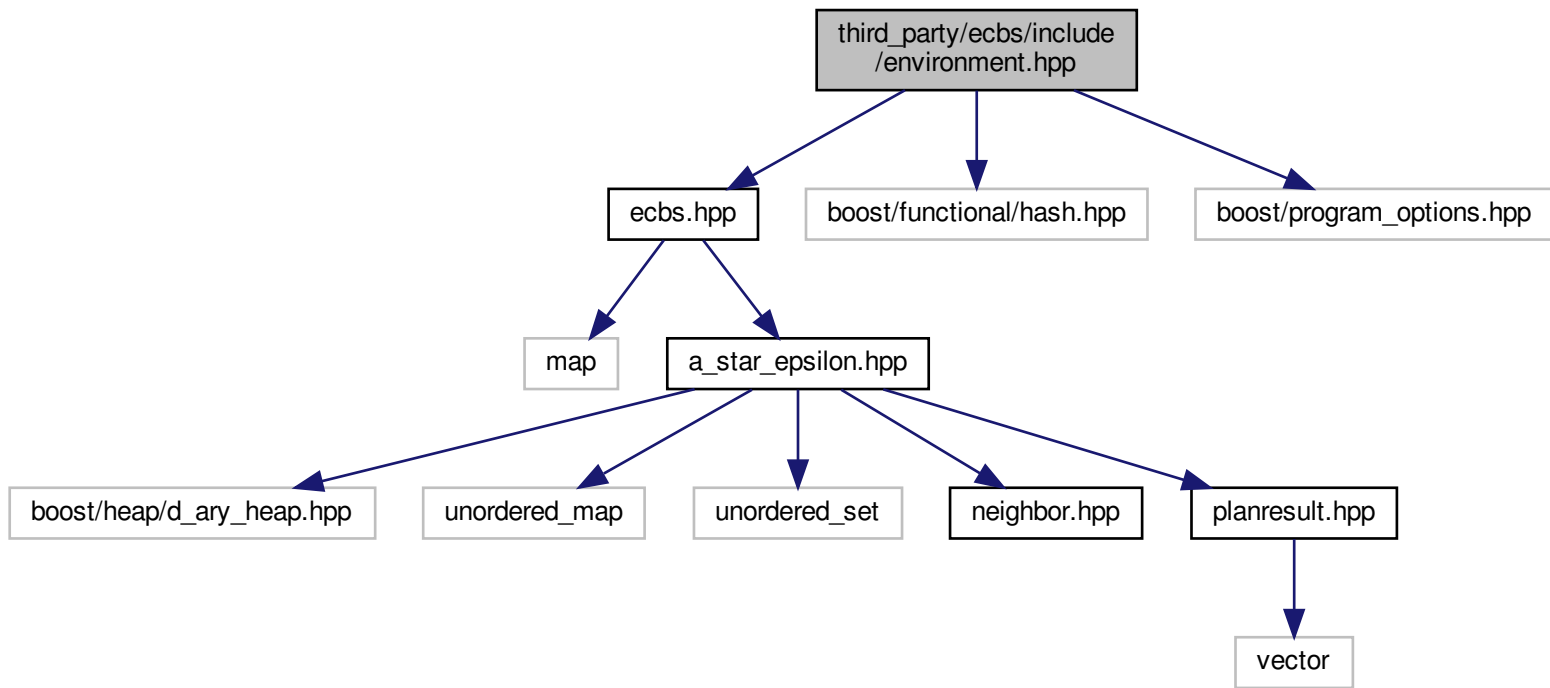 third_party/ecbs/include
/environment.hpp
ecbs.hpp
boost/functional/hash.hpp
boost/program_options.hpp
map
a_star_epsilon.hpp
boost/heap/d_ary_heap.hpp
unordered_map
unordered_set
neighbor.hpp
planresult.hpp
vector